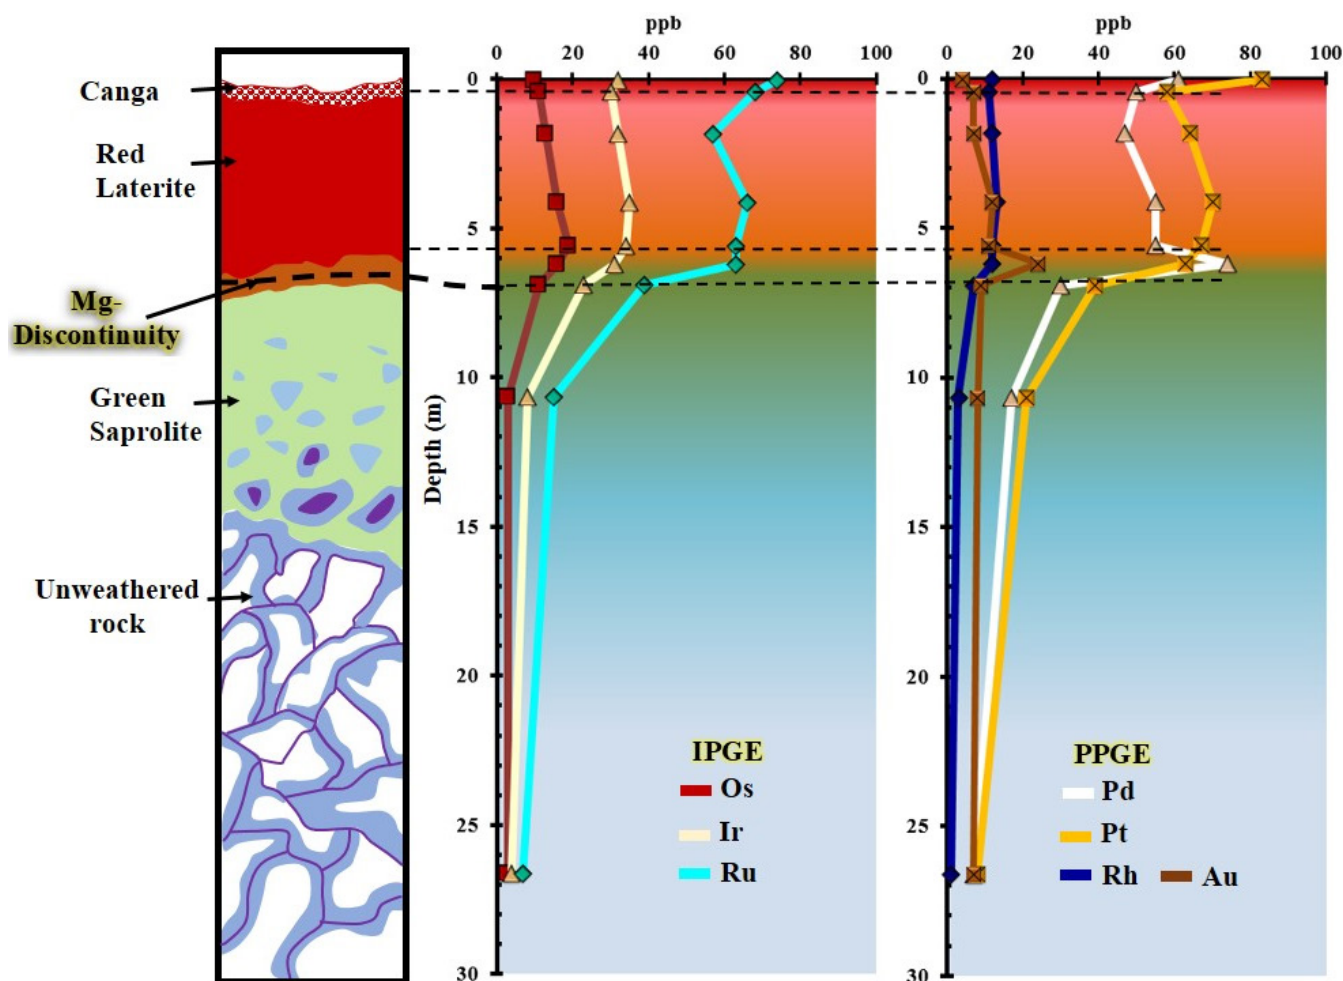 ppb
0 20 40 60 80 100
ppb
0 20 40 60 80 100
Canga
Red
Laterite
Mg-
Discontinuity
Green
Saprolite
Unweathered
rock
Depth (m)
0
5
10
15
20
25
30
IPGE
Os
Ir
Ru
0
5
10
15
20
25
30
PPGE
Pd
Pt
Rh Au